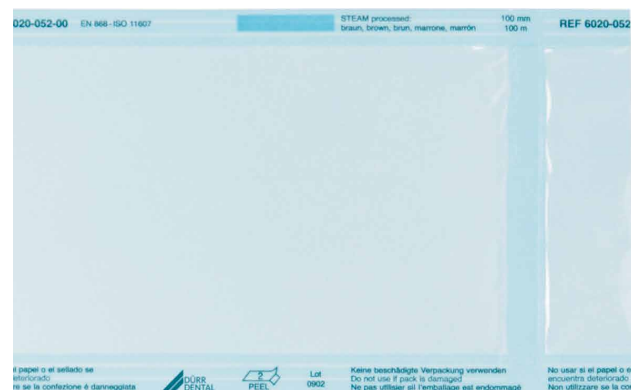 020-052-00 EN 868 - ISO 11607
STEAM processed:
braun, brown, brun, marrone, marrón
100 mm
100 m
REF 6020-052
el papel o el sellado se
deteriorado
re se la confezione è danneggiata
DÜRR
DENTAL
2
PEEL
Lot
0902
Keine beschädigte Verpackung verwenden
Do not use if pack is damaged
Ne pas utiliser si l'emballage est endommagé
No usar si el papel o e
encuentra deteriorado
Non utilizzare se la con